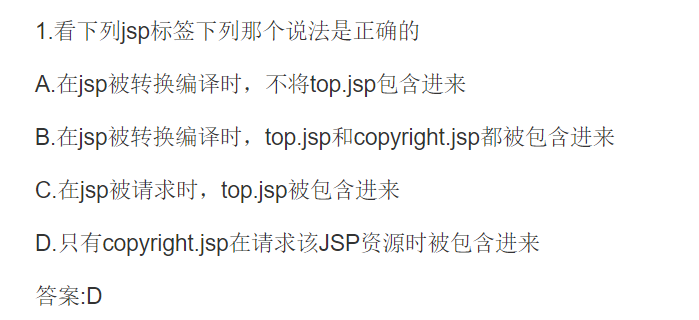 1.看下列jsp标签下列那个说法是正确的
A.在jsp被转换编译时，不将top.jsp包含进来
B.在jsp被转换编译时，top.jsp和copyright.jsp都被包含进来
C.在jsp被请求时，top.jsp被包含进来
D.只有copyright.jsp在请求该JSP资源时被包含进来
答案:D